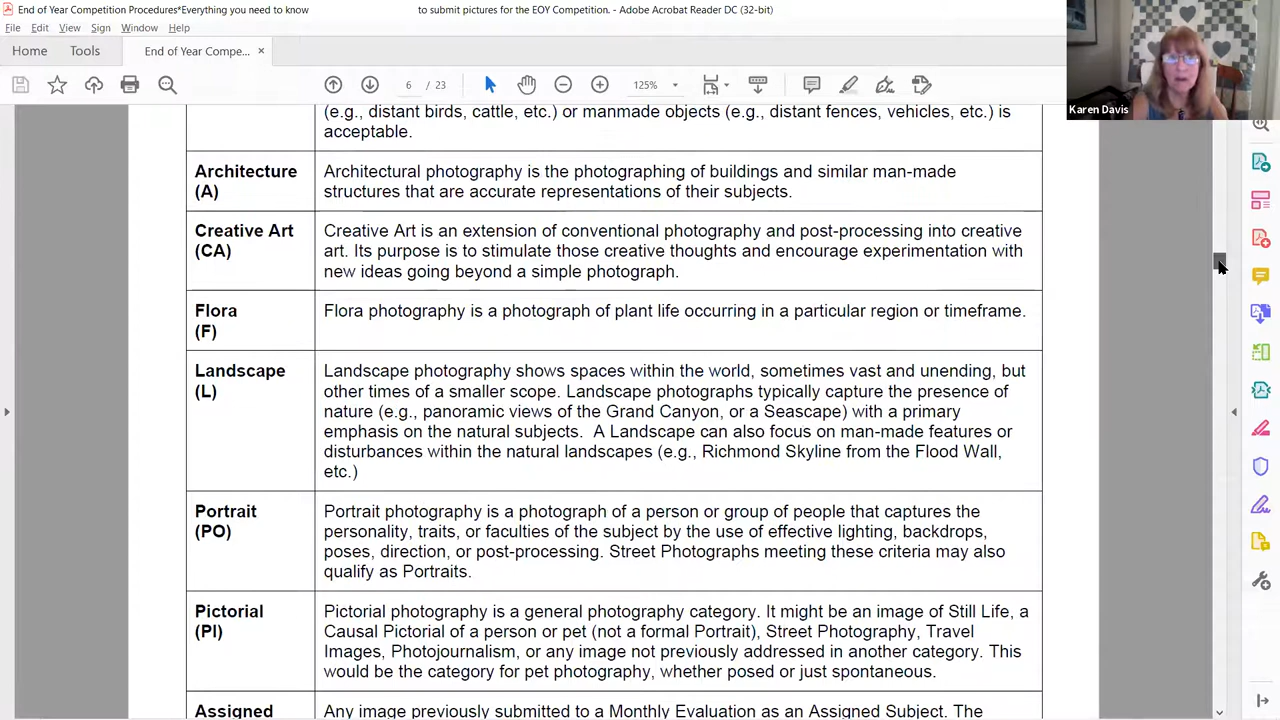 End of Year Competition Procedures*Everything you need to know to submit pictures for the EOY Competition. - Adobe Acrobat Reader DC (32-bit)
File Edit View Sign Window Help
Home Tools End of Year Compe... ×
6 / 23 125%
Karen Davis
(e.g., distant birds, cattle, etc.) or manmade objects (e.g., distant fences, vehicles, etc.) is
acceptable.
Architecture
(A)
Architectural photography is the photographing of buildings and similar man-made
structures that are accurate representations of their subjects.
Creative Art
(CA)
Creative Art is an extension of conventional photography and post-processing into creative
art. Its purpose is to stimulate those creative thoughts and encourage experimentation with
new ideas going beyond a simple photograph.
Flora
(F)
Flora photography is a photograph of plant life occurring in a particular region or timeframe.
Landscape
(L)
Landscape photography shows spaces within the world, sometimes vast and unending, but
other times of a smaller scope. Landscape photographs typically capture the presence of
nature (e.g., panoramic views of the Grand Canyon, or a Seascape) with a primary
emphasis on the natural subjects.  A Landscape can also focus on man-made features or
disturbances within the natural landscapes (e.g., Richmond Skyline from the Flood Wall,
etc.)
Portrait
(PO)
Portrait photography is a photograph of a person or group of people that captures the
personality, traits, or faculties of the subject by the use of effective lighting, backdrops,
poses, direction, or post-processing. Street Photographs meeting these criteria may also
qualify as Portraits.
Pictorial
(PI)
Pictorial photography is a general photography category. It might be an image of Still Life, a
Causal Pictorial of a person or pet (not a formal Portrait), Street Photography, Travel
Images, Photojournalism, or any image not previously addressed in another category. This
would be the category for pet photography, whether posed or just spontaneous.
Assigned
Any image previously submitted to a Monthly Evaluation as an Assigned Subject. The